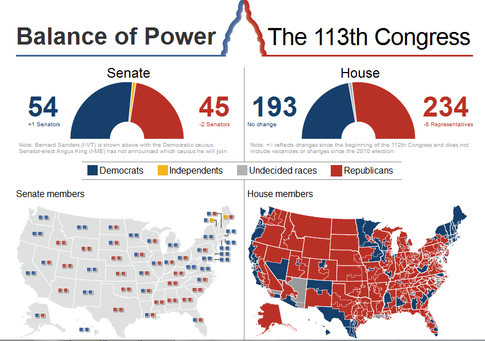 Balance of Power
The 113th Congress
Senate
54
+1 Senators
45
-2 Senators
Note: Bernard Sanders (I-VT) is shown above with the Democratic caucus.
Senator-elect Angus King (I-ME) has not announced which caucus he will join.
House
193
No change
234
-8 Representatives
Note: +/- reflects changes since the beginning of the 112th Congress and does not
include vacancies or changes since the 2010 election.
Democrats
Independents
Undecided races
Republicans
Senate members
House members